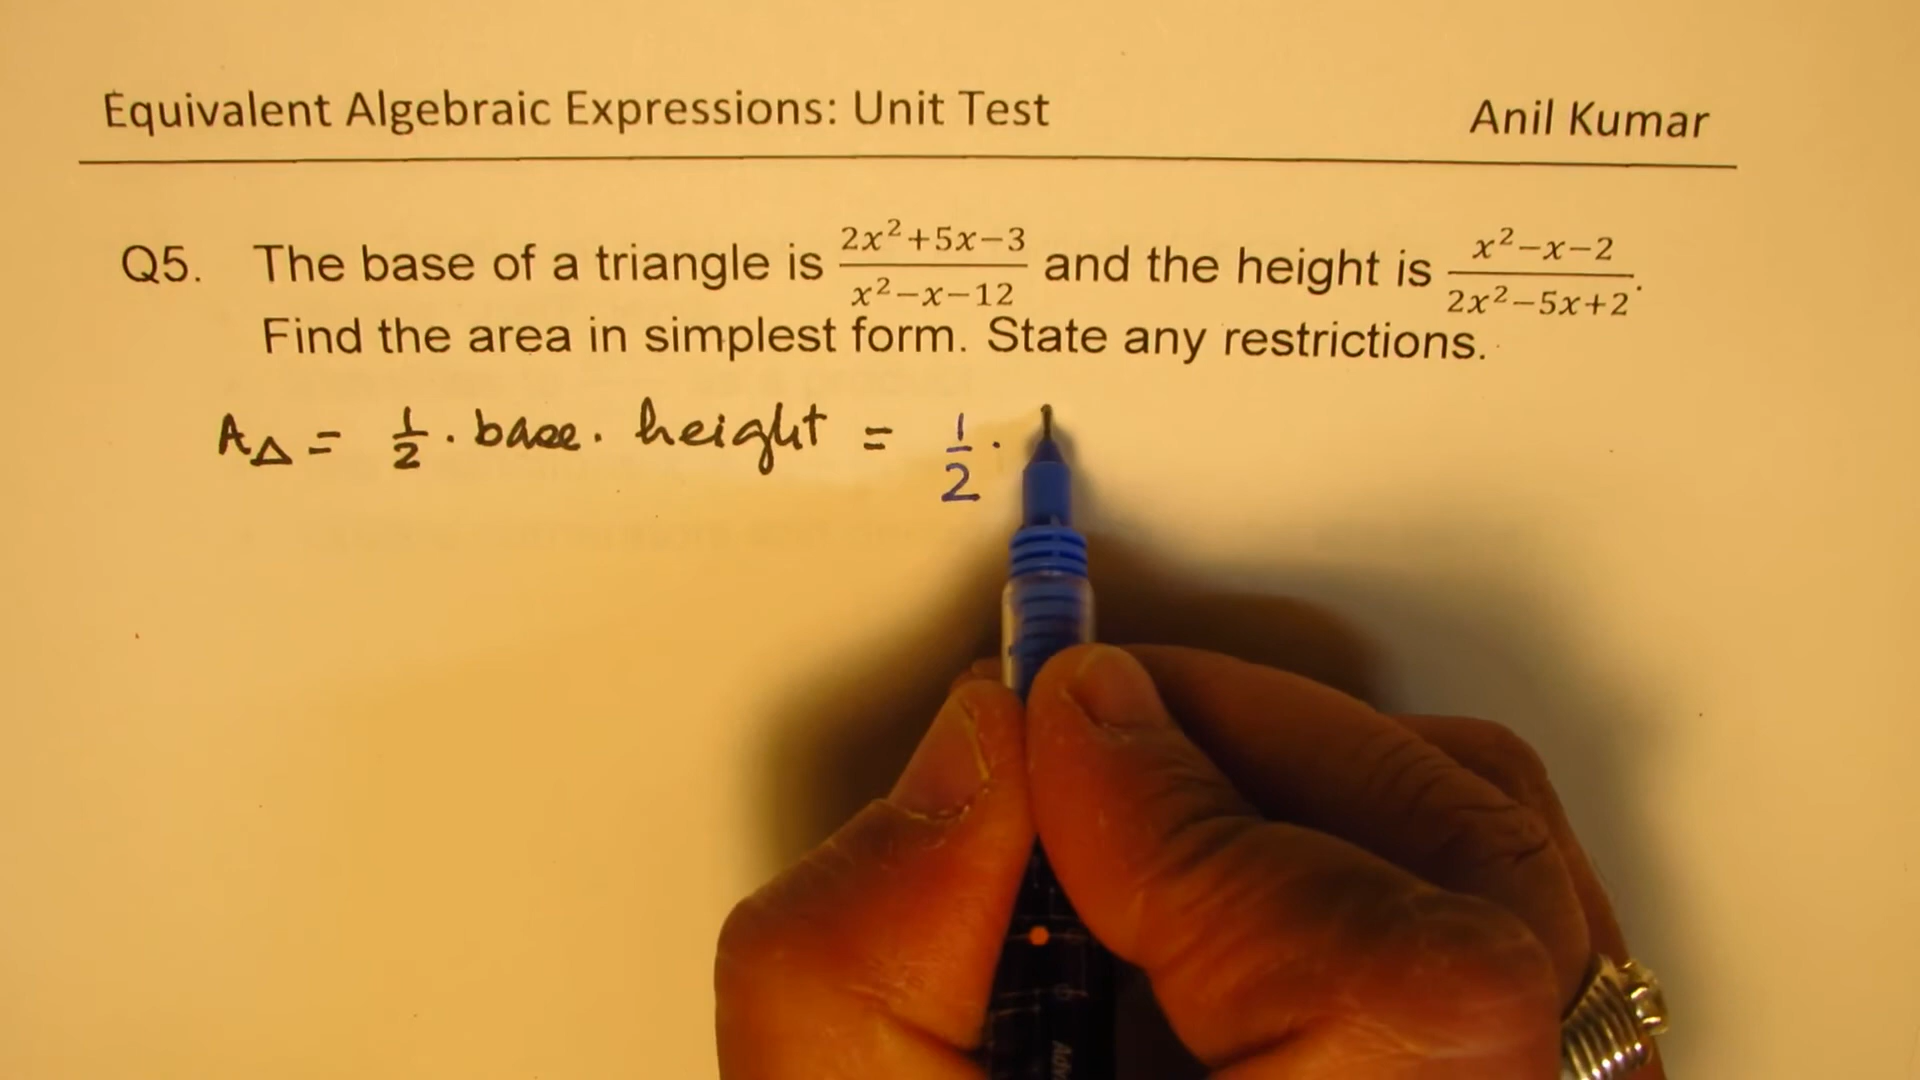 Equivalent Algebraic Expressions: Unit Test Anil Kumar
Q5. The base of a triangle is (2x²+5x−3)/(x²−x−12) and the height is (x²−x−2)/(2x²−5x+2).
Find the area in simplest form. State any restrictions.
A△ = 1/2 . base . height = 1/2 .